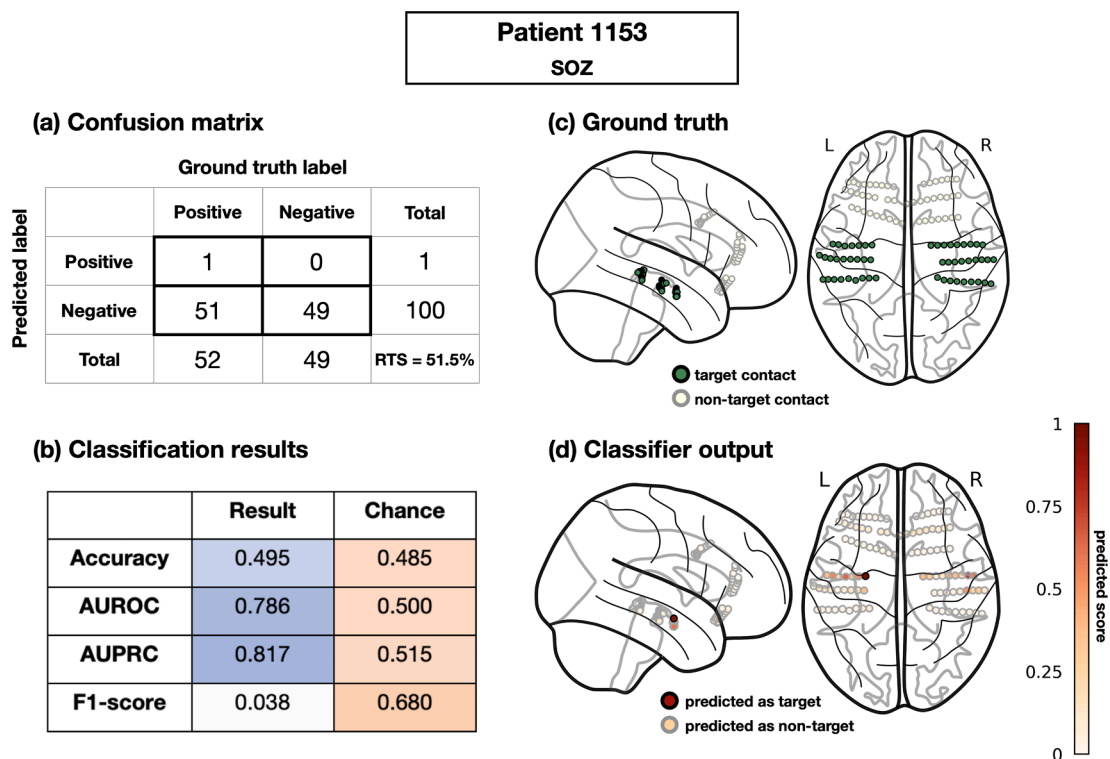 Patient 1153
SOZ
(a) Confusion matrix
Ground truth label
Predicted label
Positive Negative Total
Positive 1 0 1
Negative 51 49 100
Total 52 49 RTS = 51.5%
(b) Classification results
Result Chance
Accuracy 0.495 0.485
AUROC 0.786 0.500
AUPRC 0.817 0.515
F1-score 0.038 0.680
(c) Ground truth
L R
target contact
non-target contact
(d) Classifier output
L R
predicted as target
predicted as non-target
1
0.75
0.5
0.25
0
predicted score